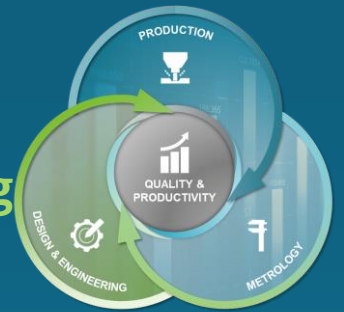 PRODUCTION
QUALITY &
PRODUCTIVITY
g
DESIGN & ENGINEERING
METROLOGY